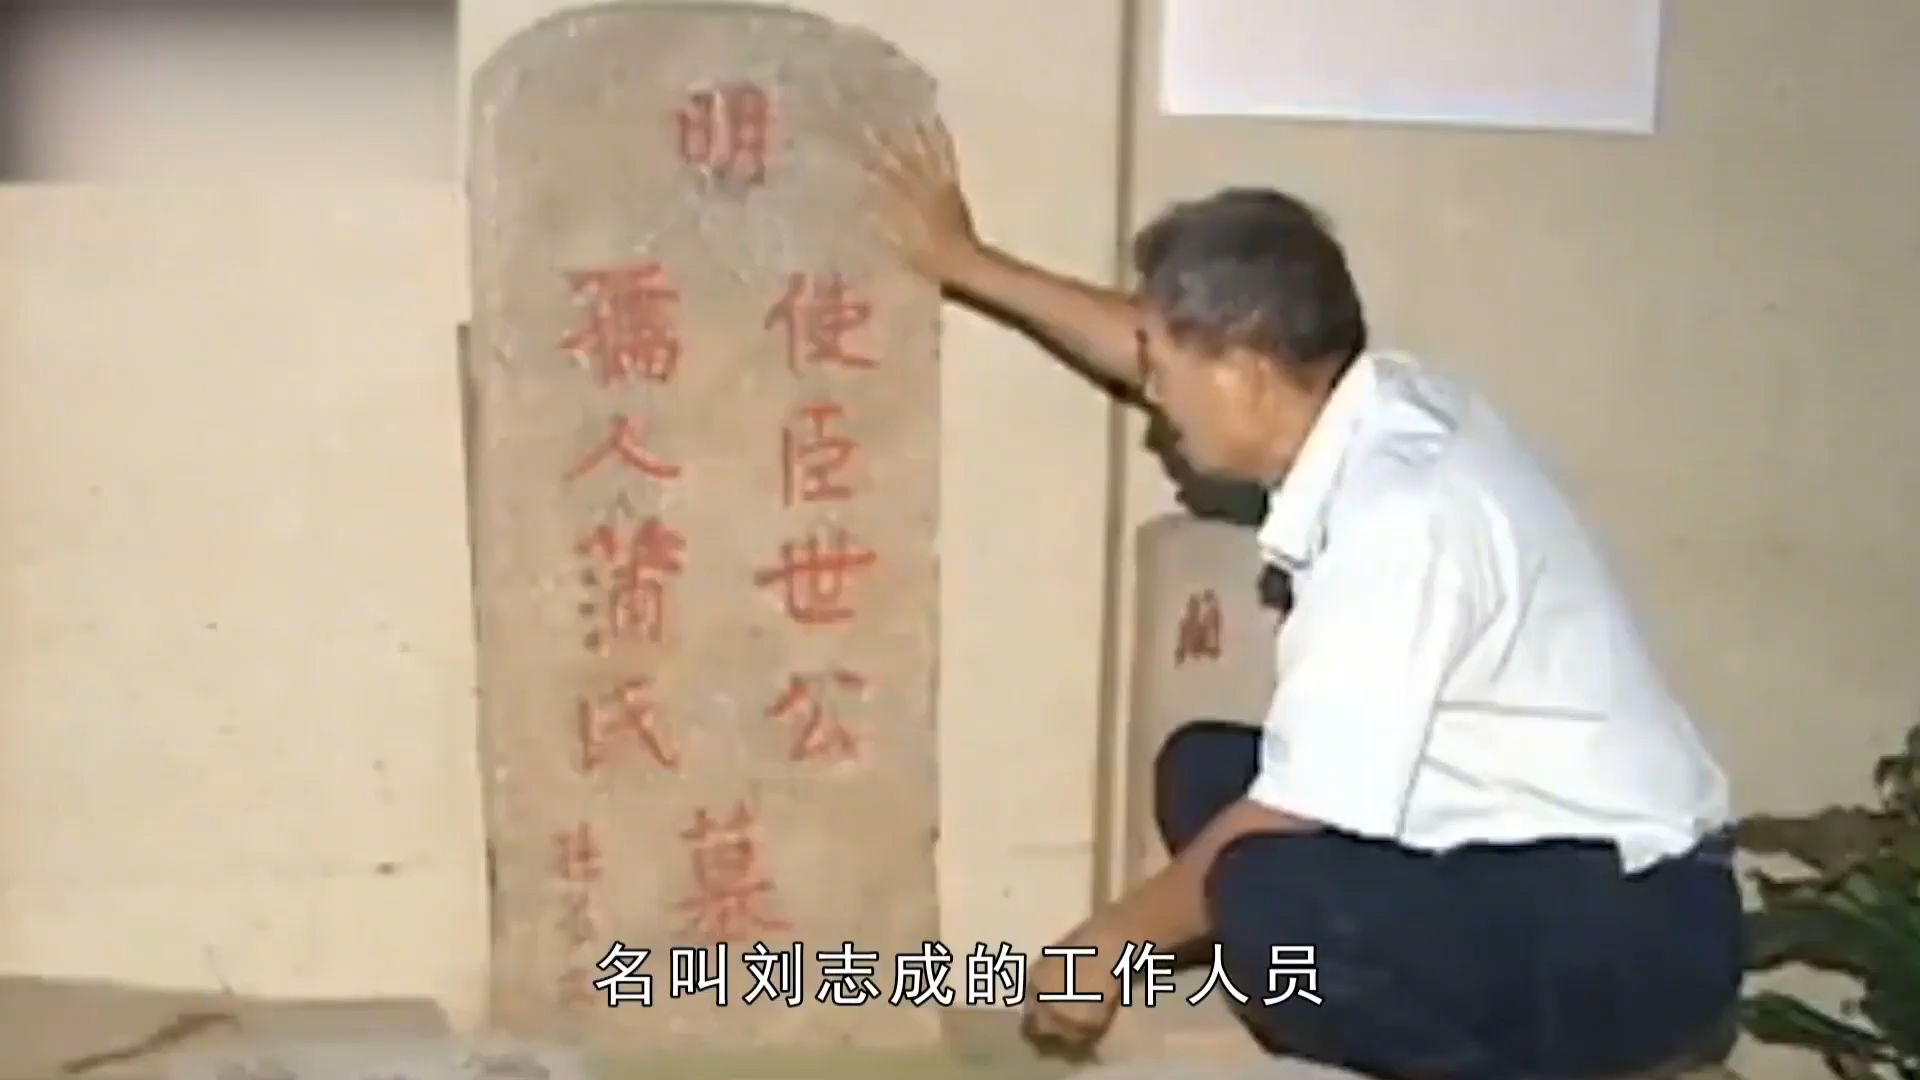 明
使臣世公
孺人蒲氏
墓
名叫刘志成的工作人员